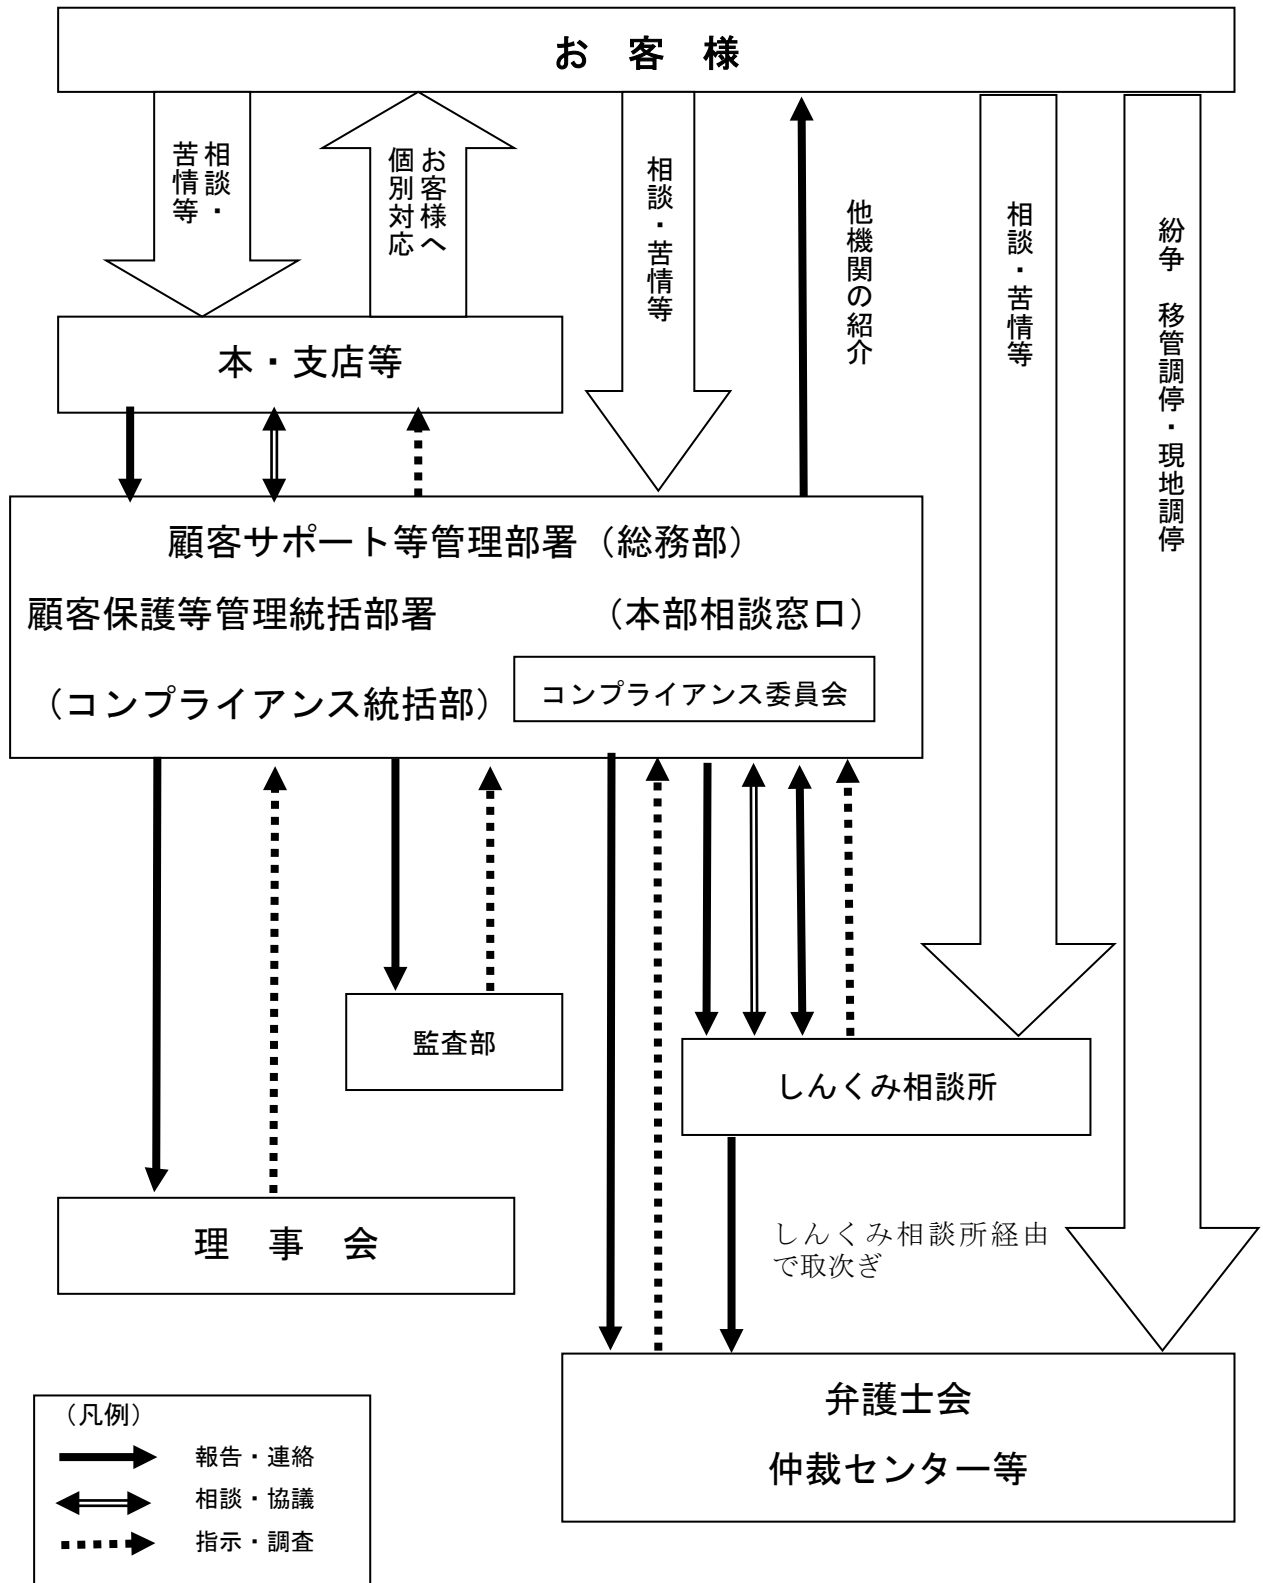 お 客 様
相談・
苦情等
お客様へ
個別対応
相談・苦情等
他機関の紹介
相談・苦情等
紛争 移管調停・現地調停
本・支店等
顧客サポート等管理部署（総務部）
顧客保護等管理統括部署 （本部相談窓口）
（コンプライアンス統括部）
コンプライアンス委員会
監査部
しんくみ相談所
理 事 会
しんくみ相談所経由
で取次ぎ
弁護士会
仲裁センター等
（凡例）
報告・連絡
相談・協議
指示・調査